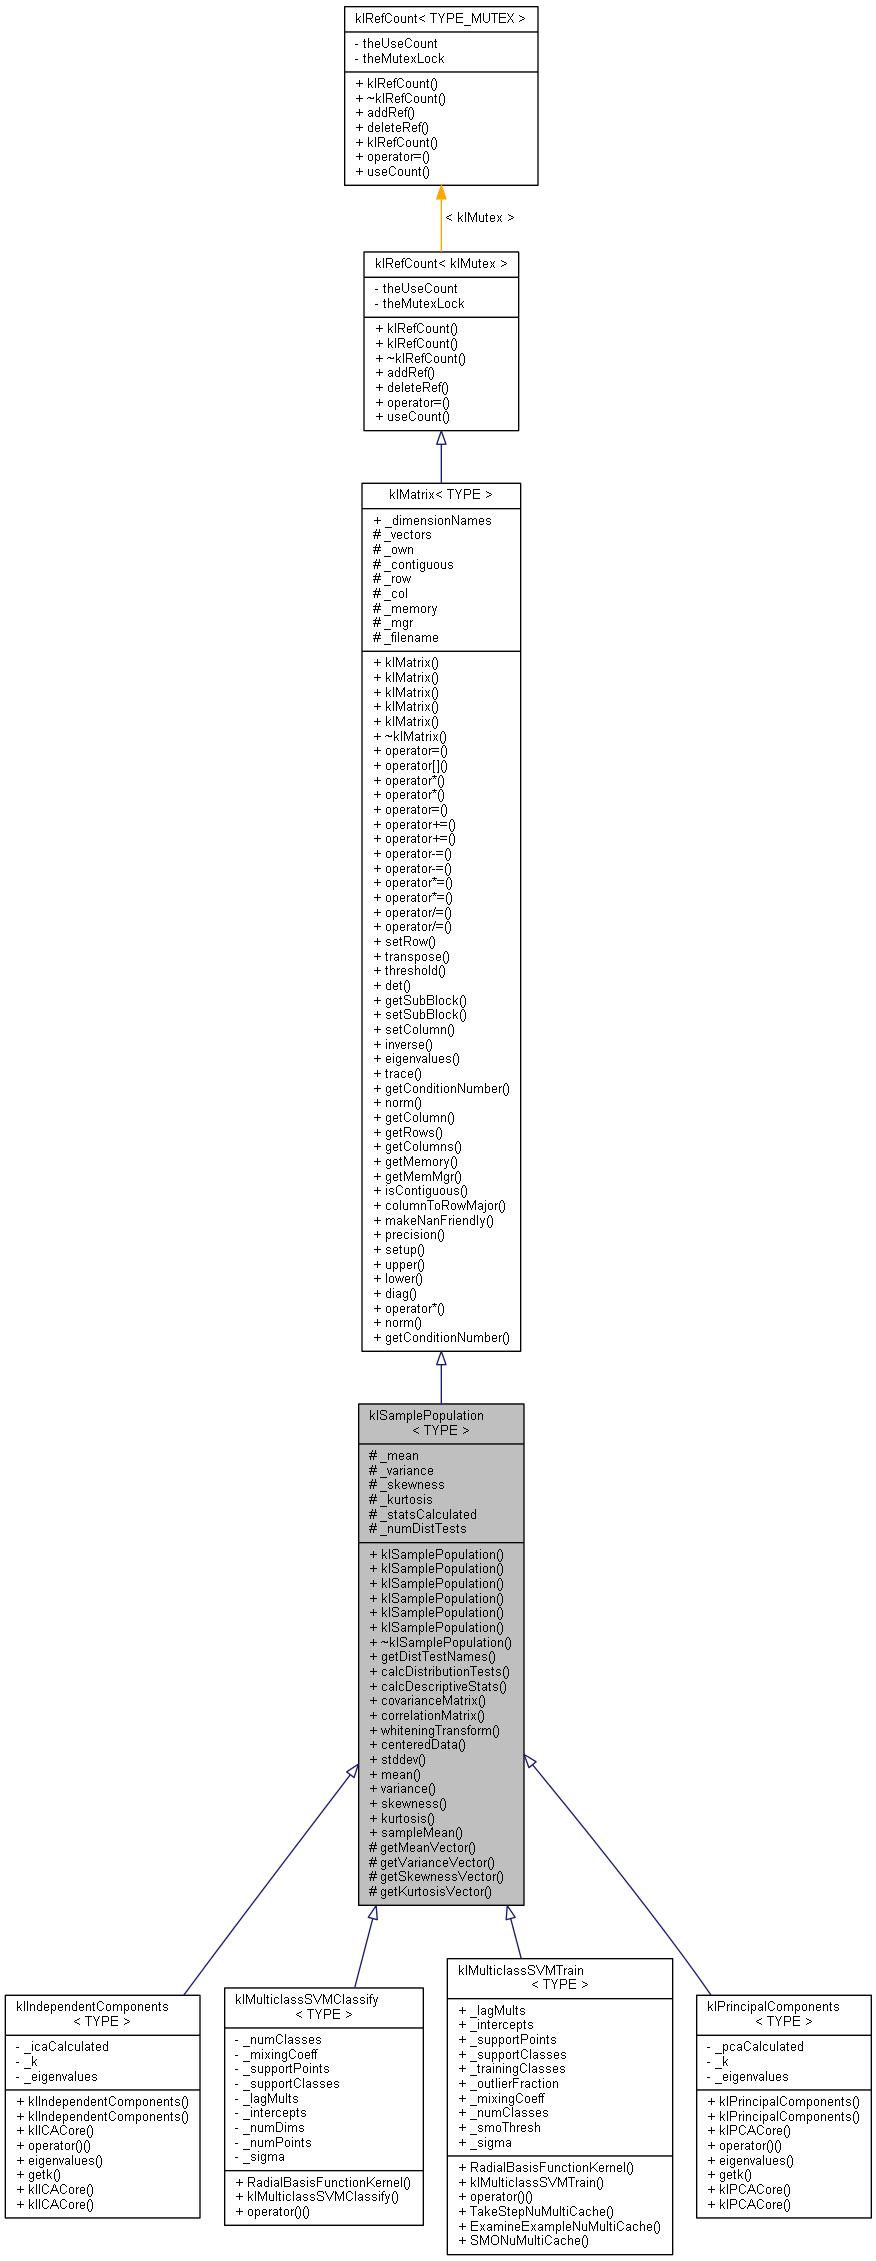 klRefCount< TYPE_MUTEX >
- theUseCount
- theMutexLock
+ klRefCount()
+ ~klRefCount()
+ addRef()
+ deleteRef()
+ klRefCount()
+ operator=()
+ useCount()
< klMutex >
klRefCount< klMutex >
- theUseCount
- theMutexLock
+ klRefCount()
+ klRefCount()
+ ~klRefCount()
+ addRef()
+ deleteRef()
+ operator=()
+ useCount()
klMatrix< TYPE >
+ _dimensionNames
# _vectors
# _own
# _contiguous
# _row
# _col
# _memory
# _mgr
# _filename
+ klMatrix()
+ klMatrix()
+ klMatrix()
+ klMatrix()
+ klMatrix()
+ ~klMatrix()
+ operator=()
+ operator[]()
+ operator*()
+ operator*()
+ operator=()
+ operator+=()
+ operator+=()
+ operator-=()
+ operator-=()
+ operator*=()
+ operator*=()
+ operator/=()
+ operator/=()
+ setRow()
+ transpose()
+ threshold()
+ det()
+ getSubBlock()
+ setSubBlock()
+ setColumn()
+ inverse()
+ eigenvalues()
+ trace()
+ getConditionNumber()
+ norm()
+ getColumn()
+ getRows()
+ getColumns()
+ getMemory()
+ getMemMgr()
+ isContiguous()
+ columnToRowMajor()
+ makeNanFriendly()
+ precision()
+ setup()
+ upper()
+ lower()
+ diag()
+ operator*()
+ norm()
+ getConditionNumber()
klSamplePopulation
< TYPE >
# _mean
# _variance
# _skewness
# _kurtosis
# _statsCalculated
# _numDistTests
+ klSamplePopulation()
+ klSamplePopulation()
+ klSamplePopulation()
+ klSamplePopulation()
+ klSamplePopulation()
+ klSamplePopulation()
+ ~klSamplePopulation()
+ getDistTestNames()
+ calcDistributionTests()
+ calcDescriptiveStats()
+ covarianceMatrix()
+ correlationMatrix()
+ whiteningTransform()
+ centeredData()
+ stddev()
+ mean()
+ variance()
+ skewness()
+ kurtosis()
+ sampleMean()
# getMeanVector()
# getVarianceVector()
# getSkewnessVector()
# getKurtosisVector()
klIndependentComponents
< TYPE >
- _icaCalculated
- _k
- _eigenvalues
+ klIndependentComponents()
+ klIndependentComponents()
+ klICACore()
+ operator()()
+ eigenvalues()
+ getk()
+ klICACore()
+ klICACore()
klMulticlassSVMClassify
< TYPE >
- _numClasses
- _mixingCoeff
- _supportPoints
- _supportClasses
- _lagMults
- _intercepts
- _numDims
- _numPoints
- _sigma
+ RadialBasisFunctionKernel()
+ klMulticlassSVMClassify()
+ operator()()
klMulticlassSVMTrain
< TYPE >
+ _lagMults
+ _intercepts
+ _supportPoints
+ _supportClasses
+ _trainingClasses
+ _outlierFraction
+ _mixingCoeff
+ _numClasses
+ _smoThresh
+ _sigma
+ RadialBasisFunctionKernel()
+ klMulticlassSVMTrain()
+ operator()()
+ TakeStepNuMultiCache()
+ ExamineExampleNuMultiCache()
+ SMONuMultiCache()
klPrincipalComponents
< TYPE >
- _pcaCalculated
- _k
- _eigenvalues
+ klPrincipalComponents()
+ klPrincipalComponents()
+ klPCACore()
+ operator()()
+ eigenvalues()
+ getk()
+ klPCACore()
+ klPCACore()